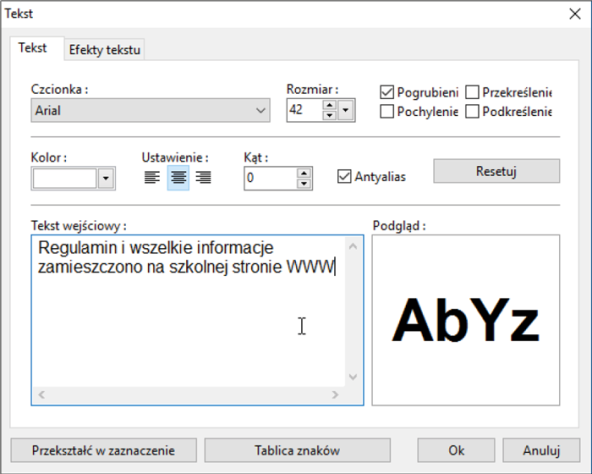 Tekst
Tekst Efekty tekstu
Czcionka : Rozmiar :
Arial 42 Pogrubieni Przekreślenie
Pochylenie Podkreślenie
Kolor : Ustawienie : Kąt :
0 Antyalias Resetuj
Tekst wejściowy : Podgląd :
Regulamin i wszelkie informacje
zamieszczono na szkolnej stronie WWW
AbYz
Przekształć w zaznaczenie Tablica znaków Ok Anuluj